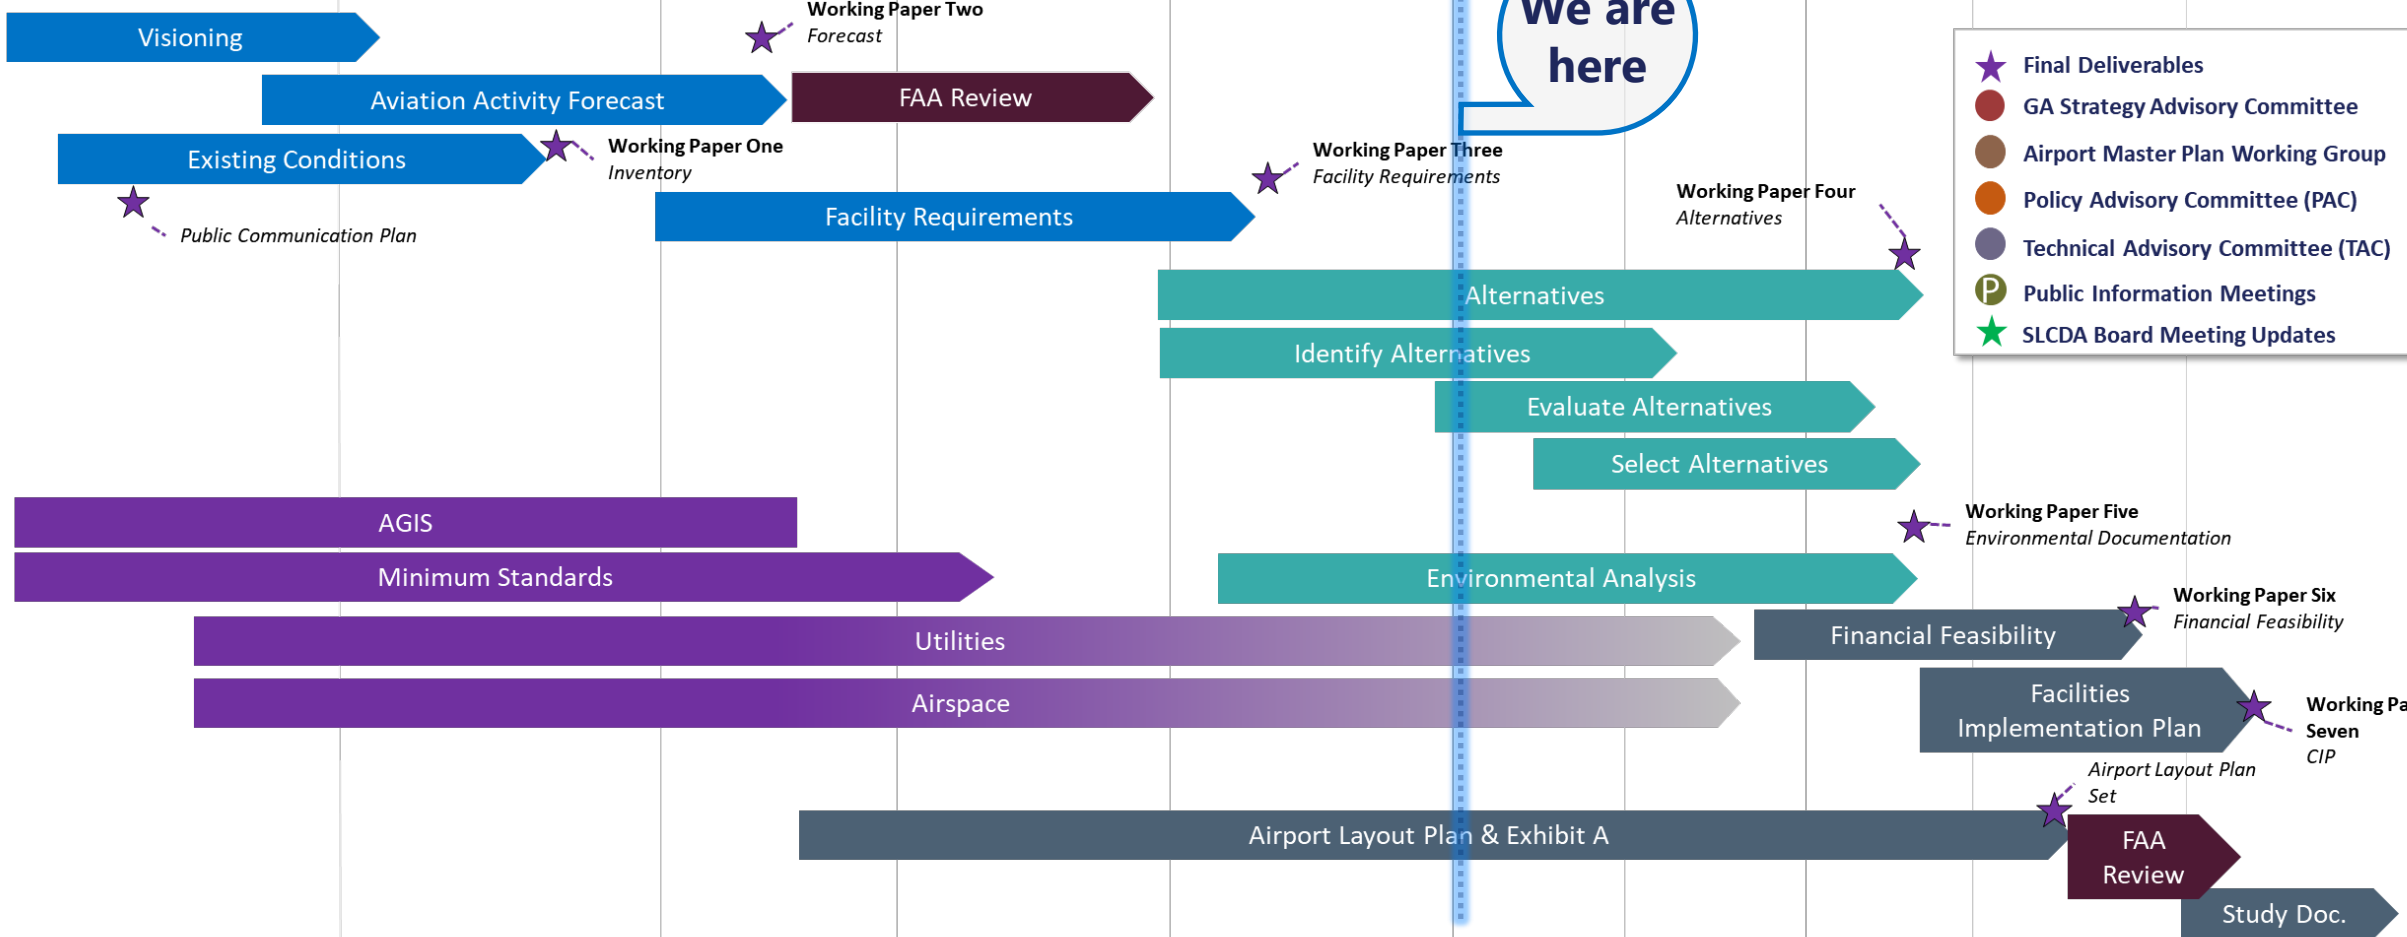 Working Paper Two
Forecast
We are
here
Visioning
Aviation Activity Forecast
FAA Review
Existing Conditions
Working Paper One
Inventory
Public Communication Plan
Working Paper Three
Facility Requirements
Facility Requirements
Working Paper Four
Alternatives
Final Deliverables
GA Strategy Advisory Committee
Airport Master Plan Working Group
Policy Advisory Committee (PAC)
Technical Advisory Committee (TAC)
P
Public Information Meetings
SLCDA Board Meeting Updates
Alternatives
Identify Alternatives
Evaluate Alternatives
Select Alternatives
AGIS
Working Paper Five
Environmental Documentation
Minimum Standards
Environmental Analysis
Working Paper Six
Financial Feasibility
Utilities
Financial Feasibility
Airspace
Facilities
Implementation Plan
Working Pa
Seven
CIP
Airport Layout Plan
Set
Airport Layout Plan & Exhibit A
FAA
Review
Study Doc.